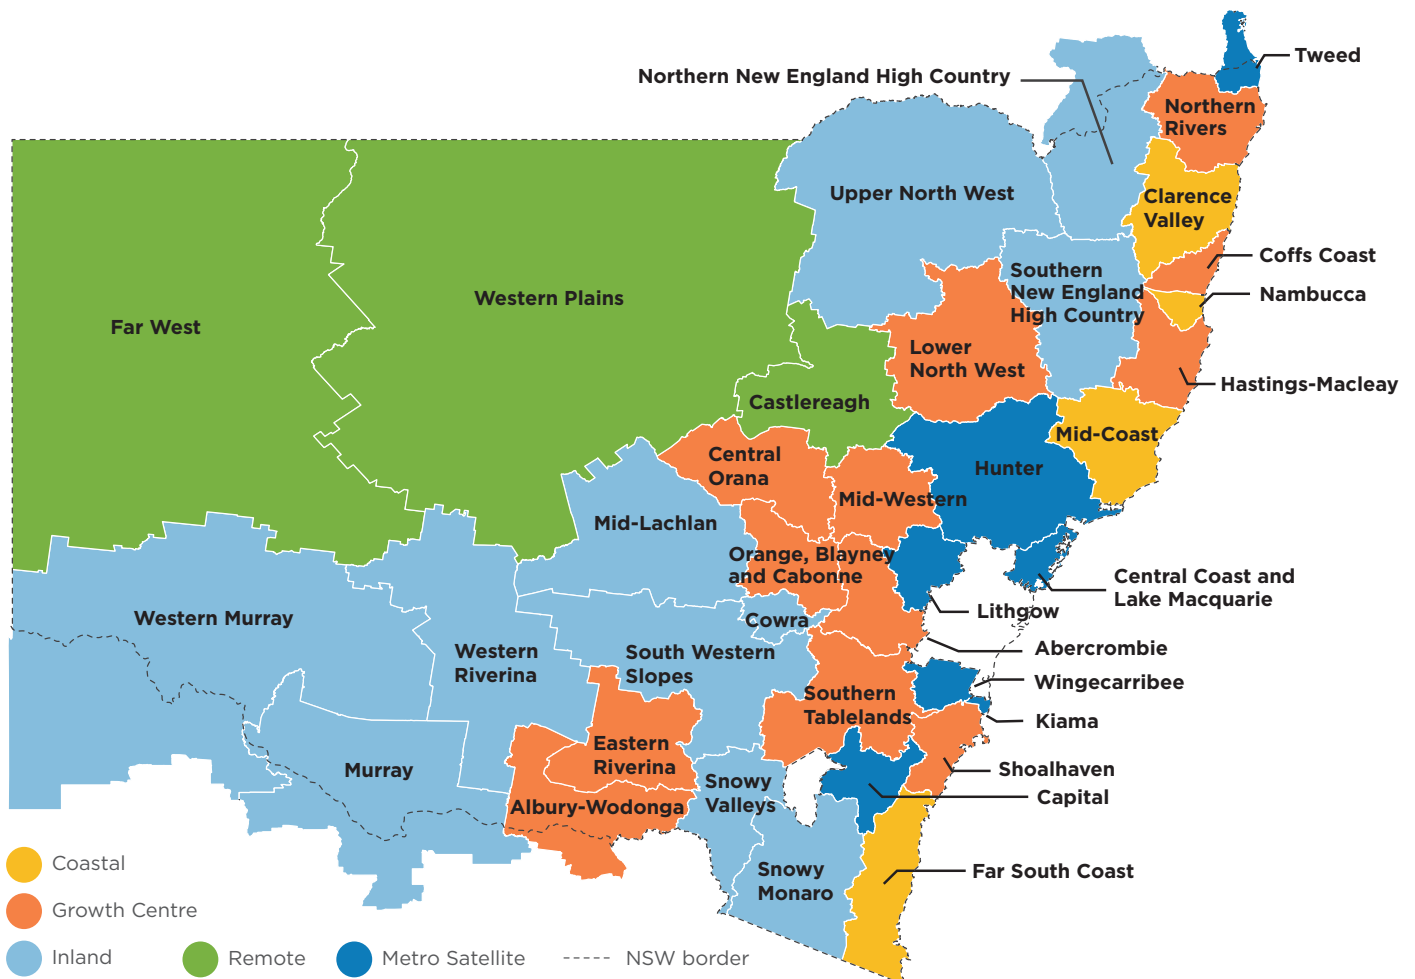 Tweed
Northern New England High Country
Northern
Rivers
Upper North West
Clarence
Valley
Coffs Coast
Southern
New England
High Country
Nambucca
Western Plains
Far West
Lower
North West
Hastings-Macleay
Castlereagh
Mid-Coast
Central
Orana
Hunter
Mid-Western
Mid-Lachlan
Orange, Blayney
and Cabonne
Central Coast and
Lake Macquarie
Lithgow
Western Murray
Cowra
Abercrombie
Western
Riverina
South Western
Slopes
Wingecarribee
Southern
Tablelands
Kiama
Eastern
Riverina
Murray
Shoalhaven
Snowy
Valleys
Capital
Albury-Wodonga
Snowy
Monaro
Far South Coast
Coastal
Growth Centre
Inland
Remote
Metro Satellite
NSW border